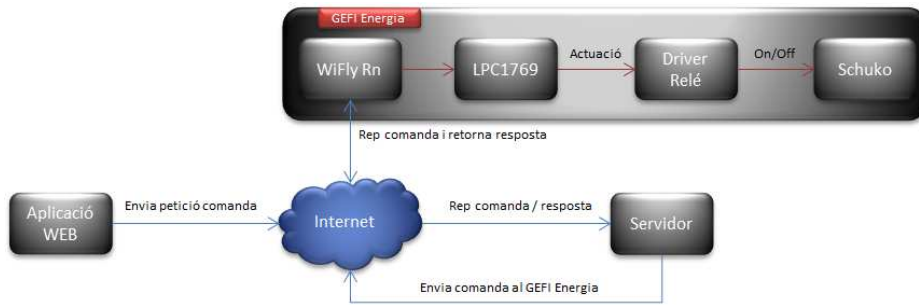 GEFI Energia
WiFly Rn
LPC1769
Actuació
Driver
Relé
On/Off
Schuko
Rep comanda i retorna resposta
Aplicació
WEB
Envia petició comanda
Internet
Rep comanda / resposta
Servidor
Envia comanda al GEFI Energia